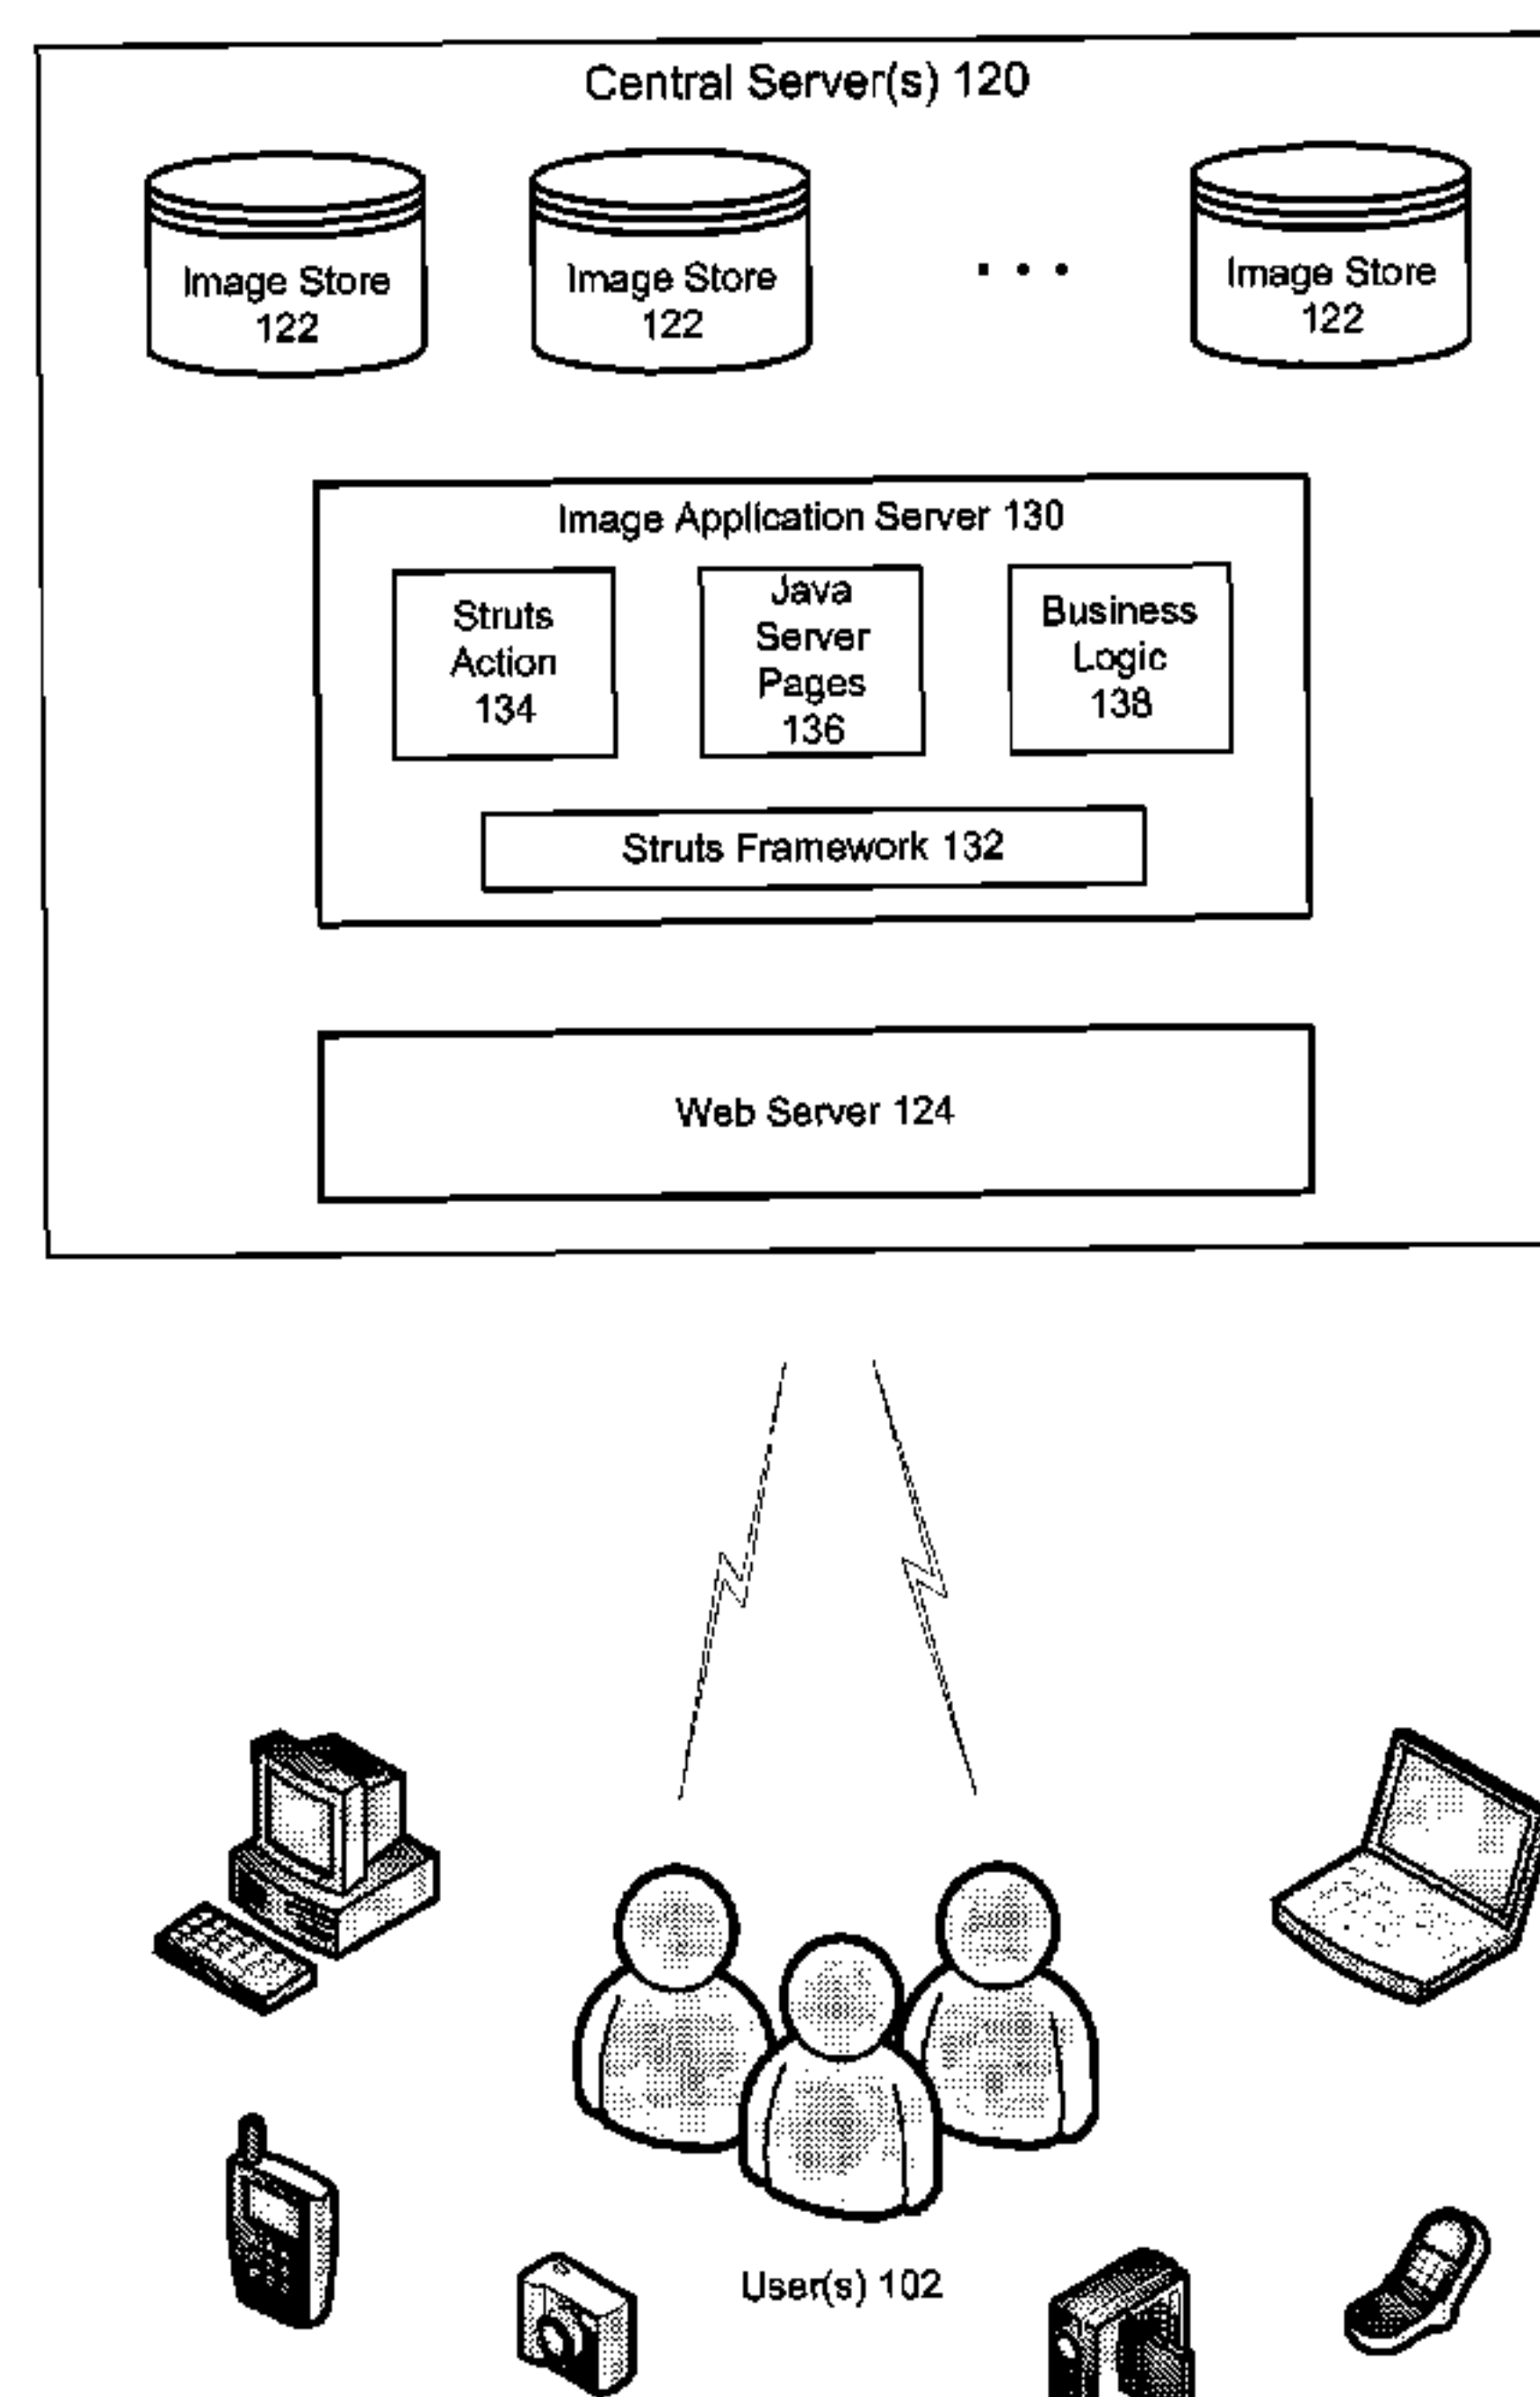 Central Server(s) 120
Image Store
122
Image Store
122
. . .
Image Store
122
Image Application Server 130
Struts
Action
134
Java
Server
Pages
136
Business
Logic
138
Struts Framework 132
Web Server 124
User(s) 102